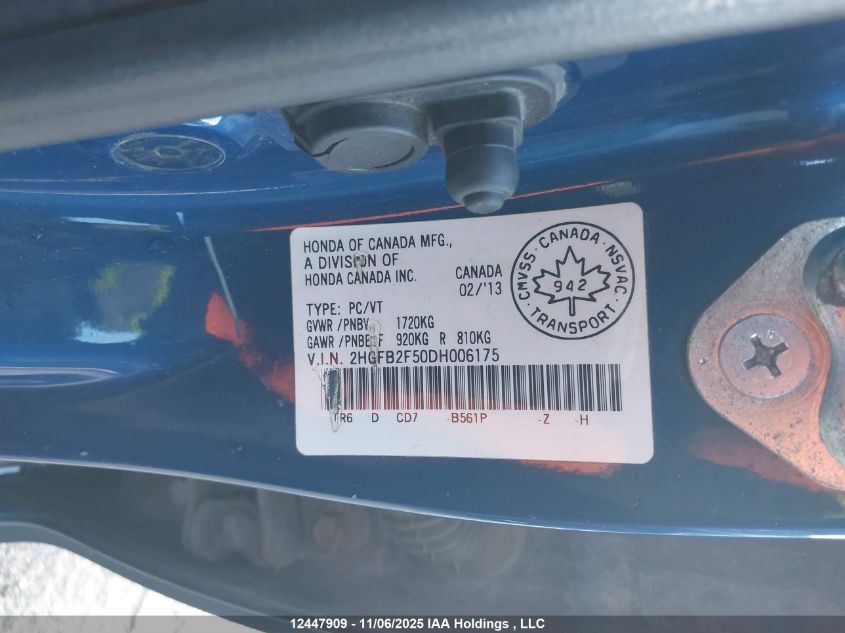 HONDA OF CANADA MFG.,
A DIVISION OF
HONDA CANADA INC.
CANADA
02/'13
CMVSS · CANADA · NSVAC
942
· TRANSPORT ·
TYPE: PC/VT
GVWR /PNBV 1720KG
GAWR /PNBE F 920KG R 810KG
V.I.N. 2HGFB2F50DH006175
TR6 D CD7 -B561P -Z -H
12447909 - 11/06/2025 IAA Holdings , LLC